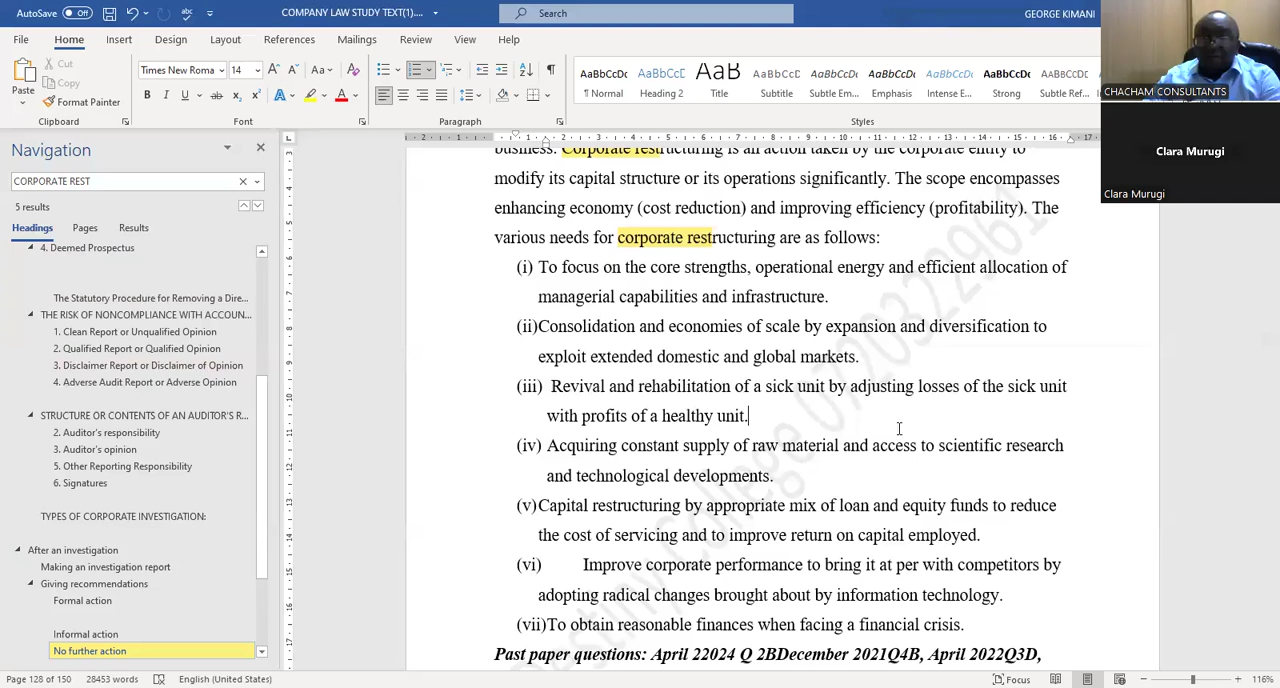 AutoSave Off COMPANY LAW STUDY TEXT(1).... Search GEORGE KIMANI
File Home Insert Design Layout References Mailings Review View Help
Paste Cut Copy Format Painter
Times New Roma 14
AaBbCcDc AaBbCcD AaB AaBbCcD AaBbCcDc AaBbCcDc AaBbCcDc AaBbCcDc AaBbCcDc
¶ Normal Heading 2 Title Subtitle Subtle Em... Emphasis Intense E... Strong Subtle Ref...
Clipboard Font Paragraph Styles
CHACHAM CONSULTANTS
Clara Murugi
Clara Murugi
Navigation
CORPORATE REST
5 results
Headings Pages Results
4. Deemed Prospectus
The Statutory Procedure for Removing a Dire...
THE RISK OF NONCOMPLIANCE WITH ACCOUN...
1. Clean Report or Unqualified Opinion
2. Qualified Report or Qualified Opinion
3. Disclaimer Report or Disclaimer of Opinion
4. Adverse Audit Report or Adverse Opinion
STRUCTURE OR CONTENTS OF AN AUDITOR'S R...
2. Auditor's responsibility
3. Auditor's opinion
5. Other Reporting Responsibility
6. Signatures
TYPES OF CORPORATE INVESTIGATION:
After an investigation
Making an investigation report
Giving recommendations
Formal action
Informal action
No further action
business. Corporate restructuring is an action taken by the corporate entity to
modify its capital structure or its operations significantly. The scope encompasses
enhancing economy (cost reduction) and improving efficiency (profitability). The
various needs for corporate restructuring are as follows:
(i) To focus on the core strengths, operational energy and efficient allocation of
managerial capabilities and infrastructure.
(ii)Consolidation and economies of scale by expansion and diversification to
exploit extended domestic and global markets.
(iii) Revival and rehabilitation of a sick unit by adjusting losses of the sick unit
with profits of a healthy unit.
(iv) Acquiring constant supply of raw material and access to scientific research
and technological developments.
(v)Capital restructuring by appropriate mix of loan and equity funds to reduce
the cost of servicing and to improve return on capital employed.
(vi) Improve corporate performance to bring it at per with competitors by
adopting radical changes brought about by information technology.
(vii)To obtain reasonable finances when facing a financial crisis.
Past paper questions: April 22024 Q 2BDecember 2021Q4B, April 2022Q3D,
Destiny College 0720322961
Page 128 of 150 28453 words English (United States) Focus 116%